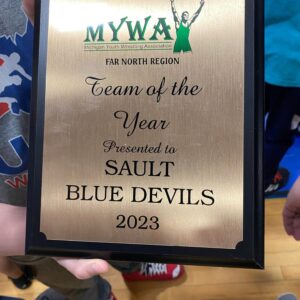 MYWA
Michigan Youth Wrestling Association
FAR NORTH REGION
Team of the
Year
Presented to
SAULT
BLUE DEVILS
2023